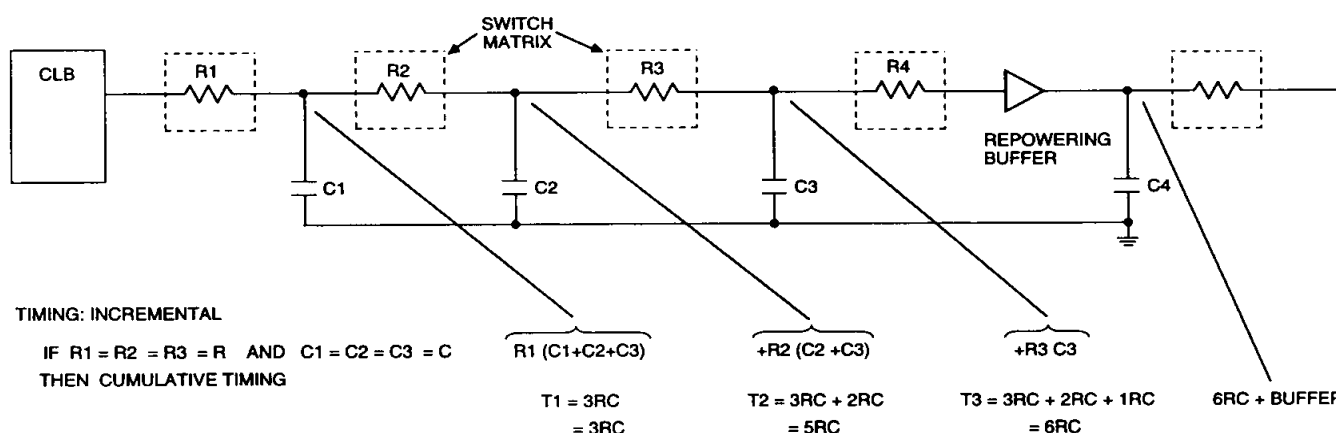 SWITCH
MATRIX
CLB
R1
R2
R3
R4
REPOWERING
BUFFER
C1
C2
C3
C4
TIMING: INCREMENTAL
IF R1 = R2 = R3 = R AND C1 = C2 = C3 = C
THEN CUMULATIVE TIMING
R1 (C1+C2+C3)
+R2 (C2 +C3)
+R3 C3
T1 = 3RC
= 3RC
T2 = 3RC + 2RC
= 5RC
T3 = 3RC + 2RC + 1RC
= 6RC
6RC + BUFFER